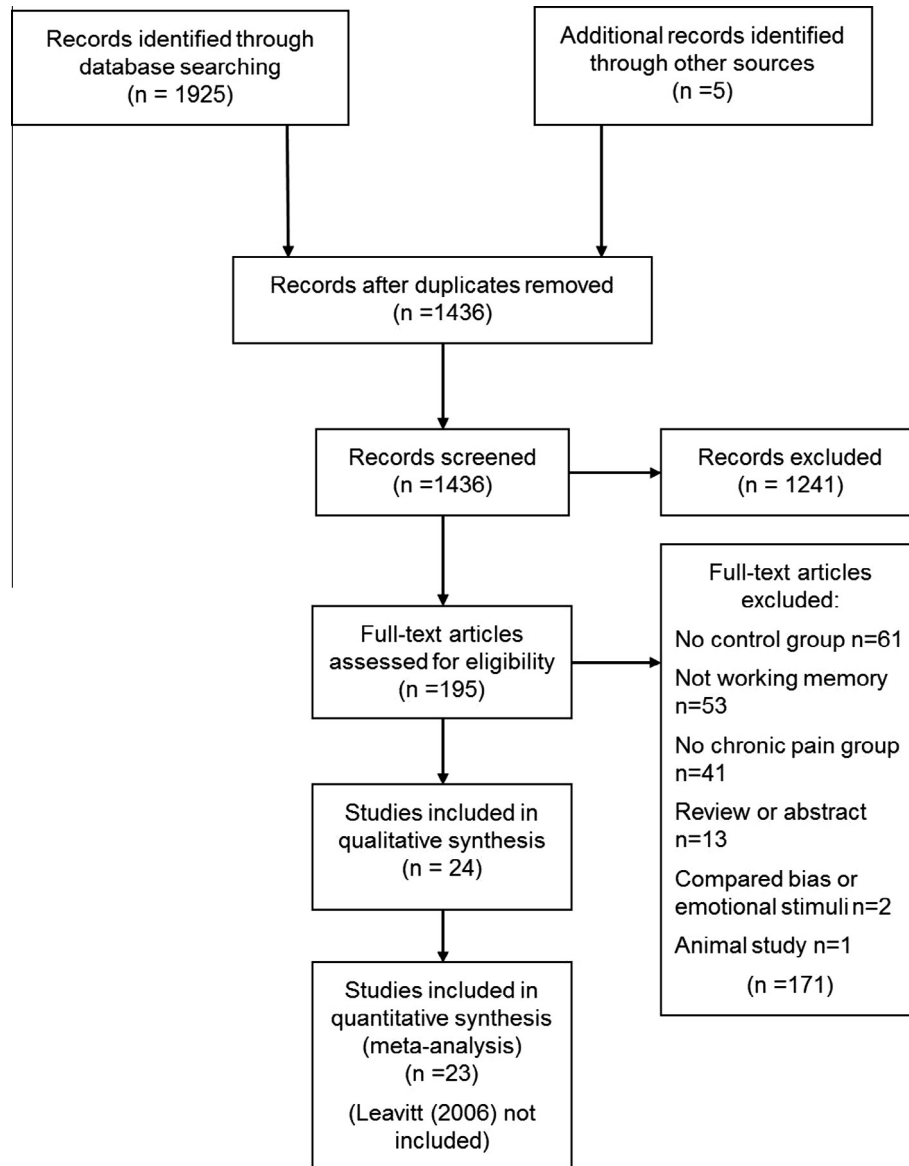 Records identified through
database searching
(n = 1925)
Additional records identified
through other sources
(n =5)
Records after duplicates removed
(n =1436)
Records screened
(n =1436)
Records excluded
(n = 1241)
Full-text articles
assessed for eligibility
(n =195)
Full-text articles
excluded:
No control group n=61
Not working memory
n=53
No chronic pain group
n=41
Review or abstract
n=13
Compared bias or
emotional stimuli n=2
Animal study n=1
(n =171)
Studies included in
qualitative synthesis
(n = 24)
Studies included in
quantitative synthesis
(meta-analysis)
(n =23)
(Leavitt (2006) not
included)